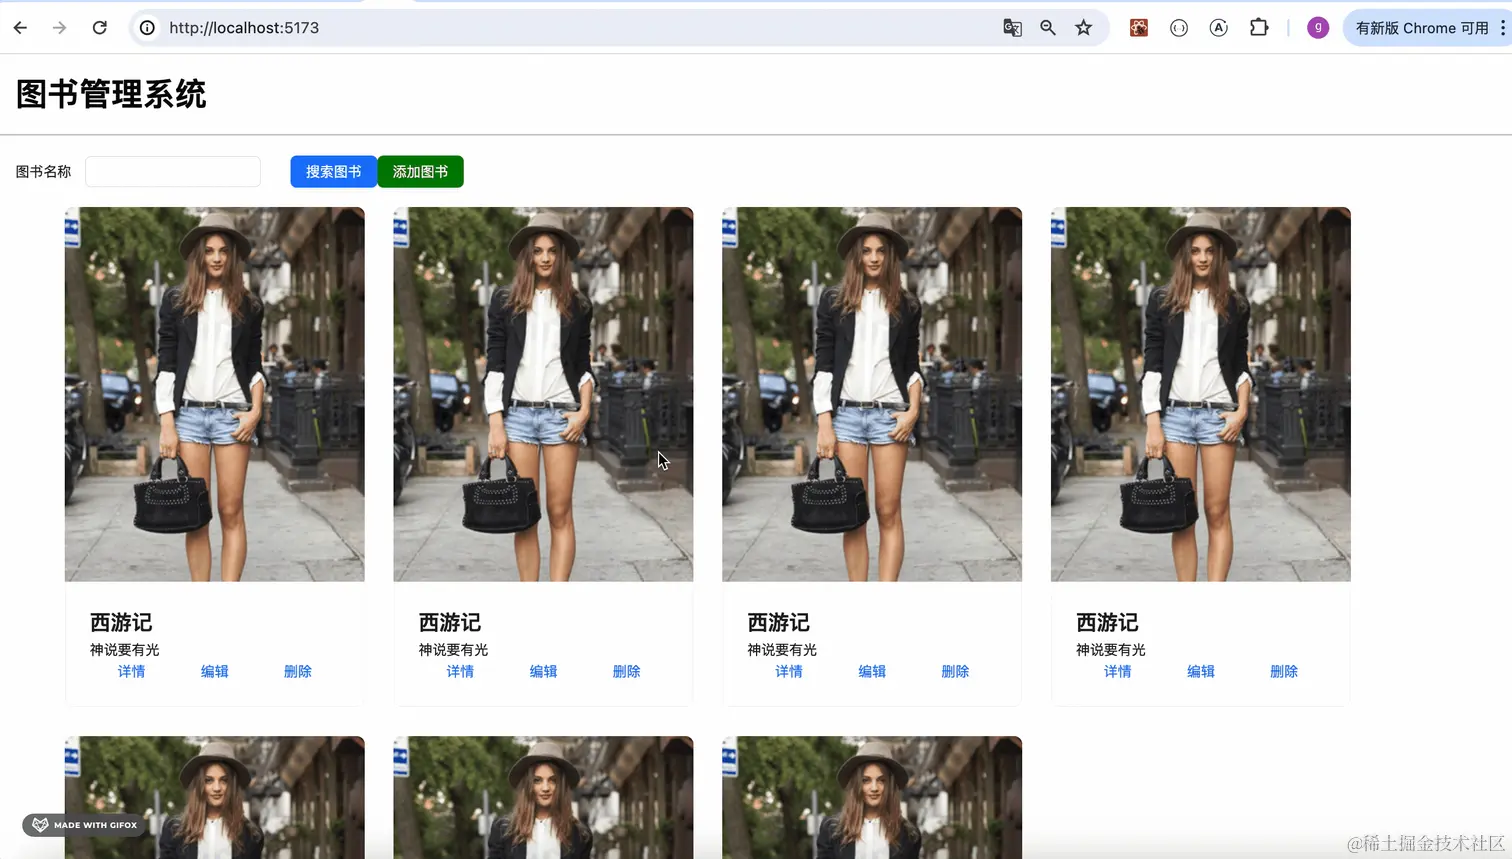 http://localhost:5173
g
有新版 Chrome 可用
图书管理系统
图书名称
搜索图书
添加图书
西游记
神说要有光
详情 编辑 删除
西游记
神说要有光
详情 编辑 删除
西游记
神说要有光
详情 编辑 删除
西游记
神说要有光
详情 编辑 删除
MADE WITH GIFOX
@稀土掘金技术社区